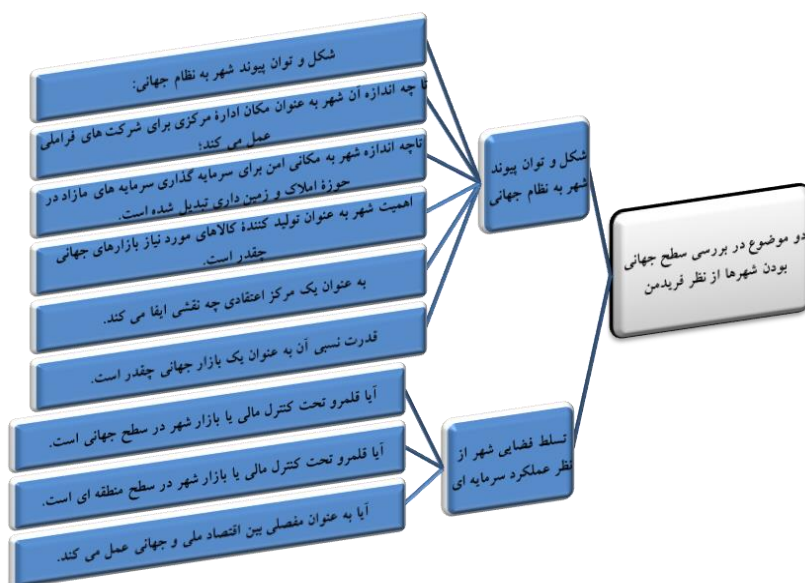 دو موضوع در بررسی سطح جهانی
بودن شهرها از نظر فریدمن
شکل و توان پیوند
شهر به نظام جهانی
شکل و توان پیوند شهر به نظام جهانی:
تا چه اندازه آن شهر به عنوان مکان ادارهٔ مرکزی برای شرکت های فراملی
عمل می کند؛
تاچه اندازه شهر به مکانی امن برای سرمایه گذاری سرمایه های مازاد در
حوزهٔ املاک و زمین داری تبدیل شده است.
اهمیت شهر به عنوان تولید کنندهٔ کالاهای مورد نیاز بازارهای جهانی
چقدر است.
به عنوان یک مرکز اعتقادی چه نقشی ایفا می کند.
قدرت نسبی آن به عنوان یک بازار جهانی چقدر است.
تسلط فضایی شهر از
نظر عملکرد سرمایه ای
آیا قلمرو تحت کنترل مالی یا بازار شهر در سطح جهانی است.
آیا قلمرو تحت کنترل مالی یا بازار شهر در سطح منطقه ای است.
آیا به عنوان مفصلی بین اقتصاد ملی و جهانی عمل می کند.